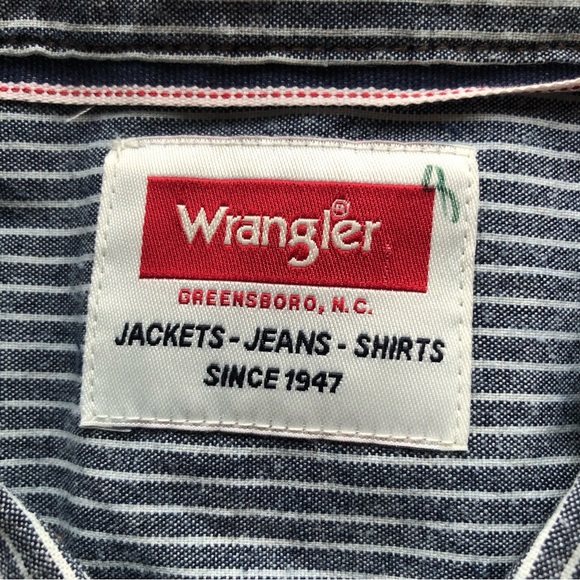 Wrangler®
GREENSBORO, N.C.
JACKETS - JEANS - SHIRTS
SINCE 1947